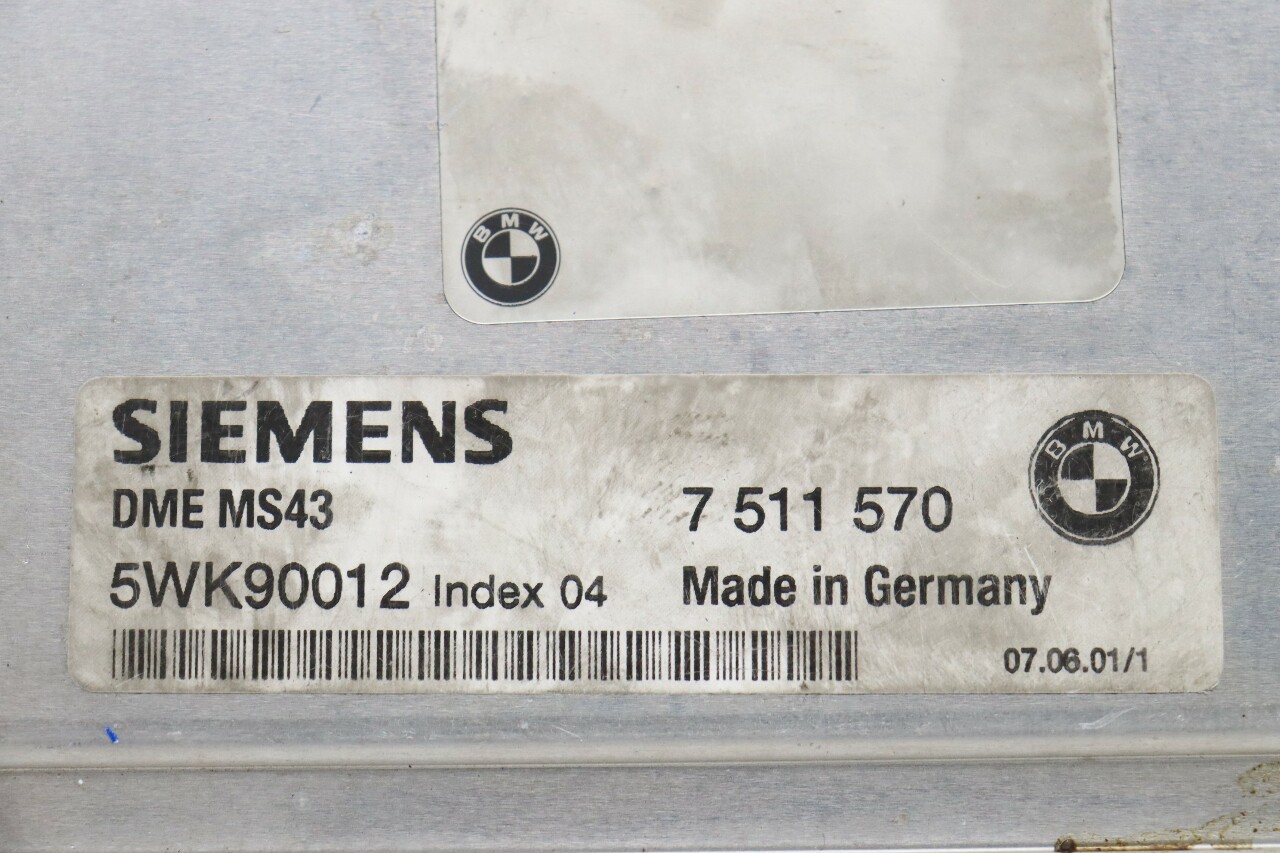 BMW
SIEMENS
BMW
DME MS43
7 511 570
5WK90012 Index 04
Made in Germany
07.06.01/1